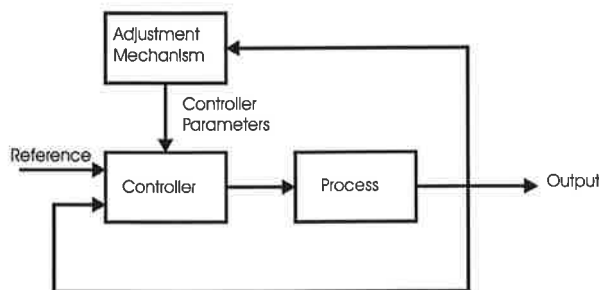 Adjustment
Mechanism
Controller
Parameters
Reference
Controller
Process
Output